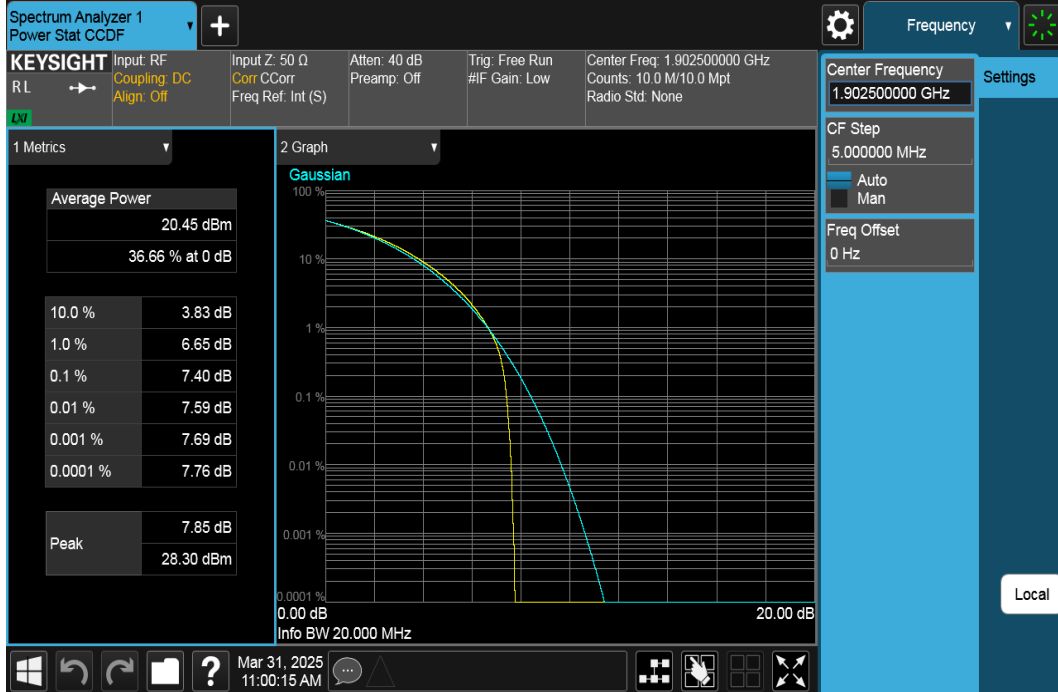 Spectrum Analyzer 1
Power Stat CCDF
Frequency
KEYSIGHT
RL
LXI
Input: RF
Coupling: DC
Align: Off
Input Z: 50 Ω
Corr CCorr
Freq Ref: Int (S)
Atten: 40 dB
Preamp: Off
Trig: Free Run
#IF Gain: Low
Center Freq: 1.902500000 GHz
Counts: 10.0 M/10.0 Mpt
Radio Std: None
Center Frequency
1.902500000 GHz
Settings
CF Step
5.000000 MHz
Auto
Man
Freq Offset
0 Hz
1 Metrics
Average Power
20.45 dBm
36.66 % at 0 dB
10.0 % 3.83 dB
1.0 % 6.65 dB
0.1 % 7.40 dB
0.01 % 7.59 dB
0.001 % 7.69 dB
0.0001 % 7.76 dB
Peak
7.85 dB
28.30 dBm
2 Graph
Gaussian
100 %
10 %
1 %
0.1 %
0.01 %
0.001 %
0.0001 %
0.00 dB 20.00 dB
Info BW 20.000 MHz
Local
?
Mar 31, 2025
11:00:15 AM